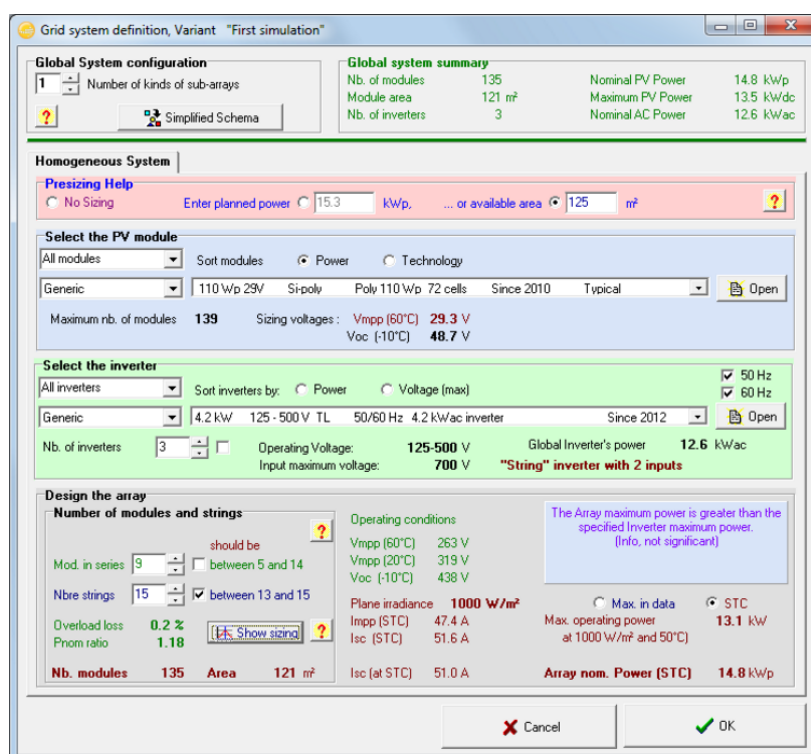 Grid system definition, Variant "First simulation"
Global System configuration
1 Number of kinds of sub-arrays
? Simplified Schema
Global system summary
Nb. of modules 135 Nominal PV Power 14.8 kWp
Module area 121 m² Maximum PV Power 13.5 kWdc
Nb. of inverters 3 Nominal AC Power 12.6 kWac
Homogeneous System
Presizing Help
No Sizing Enter planned power 15.3 kWp, ... or available area 125 m² ?
Select the PV module
All modules Sort modules Power Technology
Generic 110 Wp 29V Si-poly Poly 110 Wp 72 cells Since 2010 Typical Open
Maximum nb. of modules 139 Sizing voltages : Vmpp (60°C) 29.3 V
Voc (-10°C) 48.7 V
Select the inverter
All inverters Sort inverters by: Power Voltage (max) 50 Hz
60 Hz
Generic 4.2 kW 125 - 500 V TL 50/60 Hz 4.2 kWac inverter Since 2012 Open
Nb. of inverters 3 Operating Voltage: 125-500 V Global Inverter's power 12.6 kWac
Input maximum voltage: 700 V "String" inverter with 2 inputs
Design the array
Number of modules and strings
?
should be
Mod. in series 9 between 5 and 14
Nbre strings 15 between 13 and 15
Overload loss 0.2 %
Pnom ratio 1.18
Show sizing ?
Nb. modules 135 Area 121 m²
Operating conditions
Vmpp (60°C) 263 V
Vmpp (20°C) 319 V
Voc (-10°C) 438 V
The Array maximum power is greater than the
specified Inverter maximum power.
(Info, not significant)
Plane irradiance 1000 W/m² Max. in data STC
Impp (STC) 47.4 A Max. operating power 13.1 kW
Isc (STC) 51.6 A at 1000 W/m² and 50°C)
Isc (at STC) 51.0 A Array nom. Power (STC) 14.8 kWp
Cancel OK